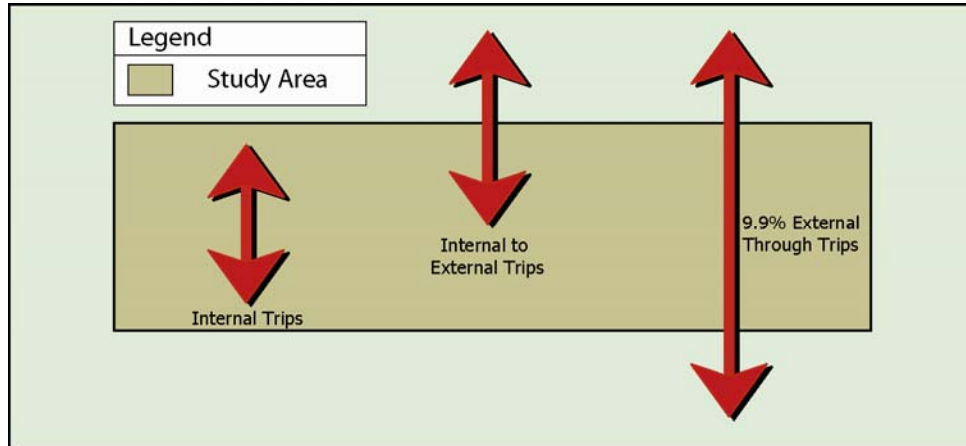 Legend
Study Area
Internal Trips
Internal to
External Trips
9.9% External
Through Trips